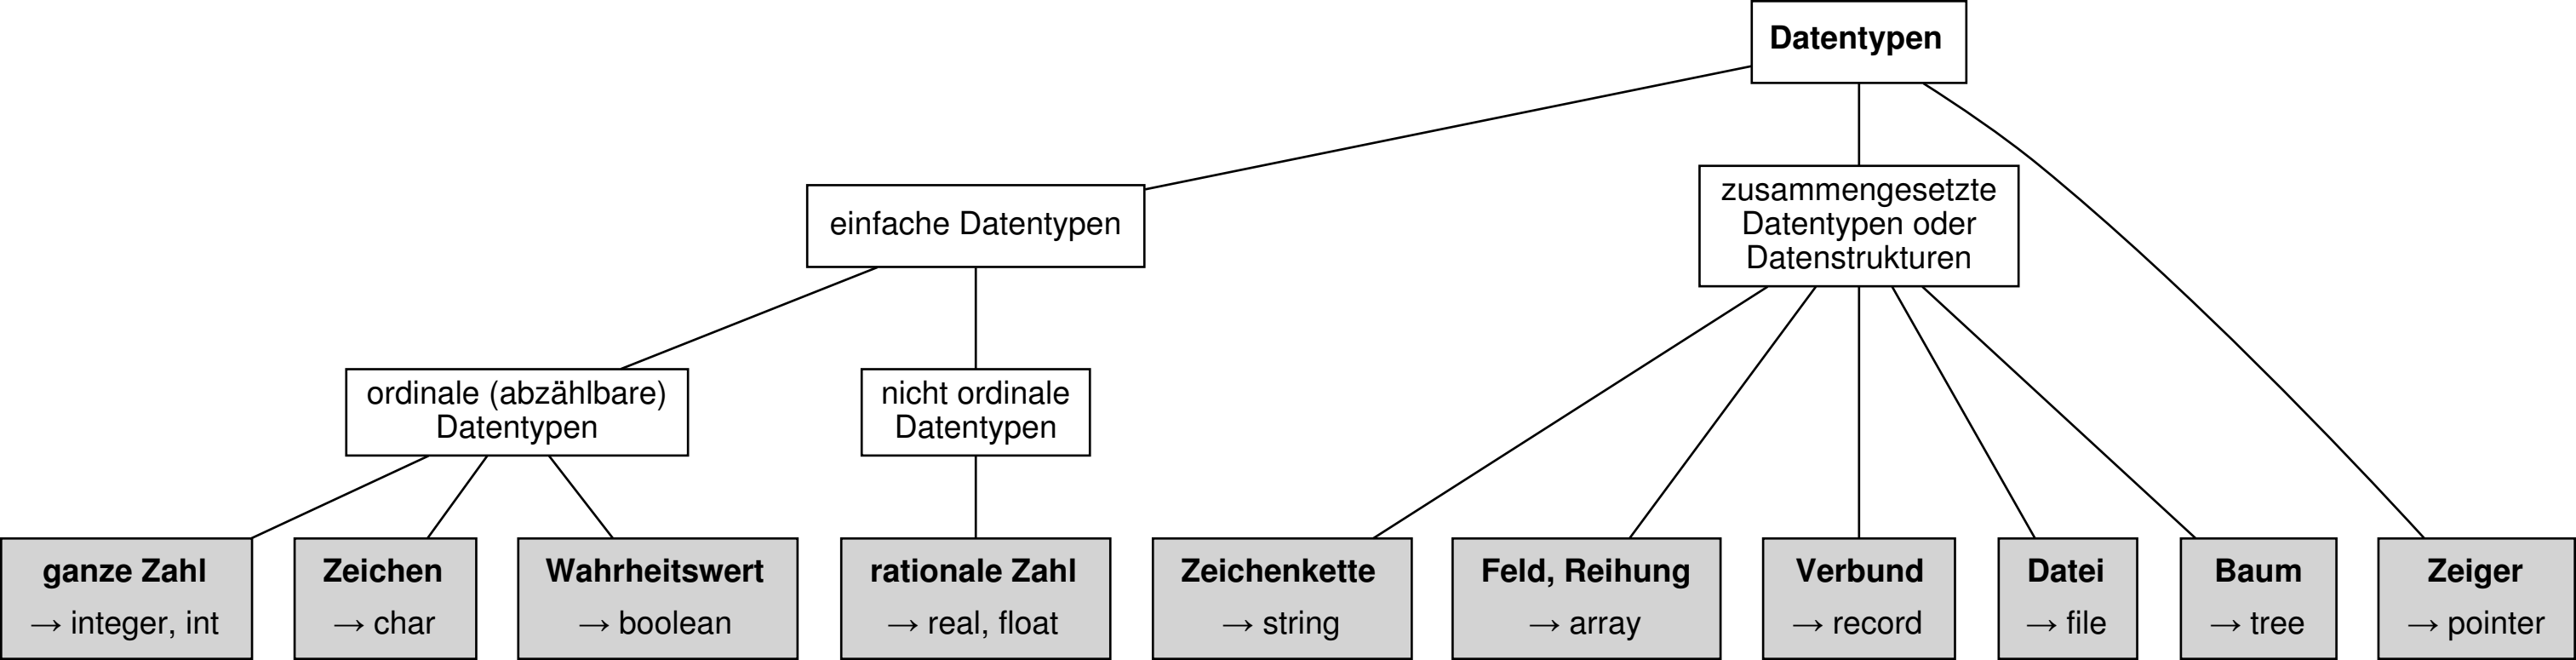 Datentypen
einfache Datentypen
zusammengesetzte
Datentypen oder
Datenstrukturen
ordinale (abzählbare)
Datentypen
nicht ordinale
Datentypen
ganze Zahl
→ integer, int
Zeichen
→ char
Wahrheitswert
→ boolean
rationale Zahl
→ real, float
Zeichenkette
→ string
Feld, Reihung
→ array
Verbund
→ record
Datei
→ file
Baum
→ tree
Zeiger
→ pointer